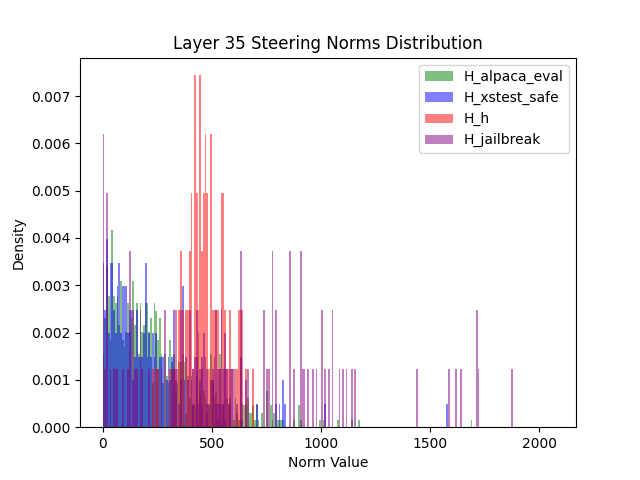 Layer 35 Steering Norms Distribution
H_alpaca_eval
H_xstest_safe
H_h
H_jailbreak
Density
0.007
0.006
0.005
0.004
0.003
0.002
0.001
0.000
0
500
1000
1500
2000
Norm Value